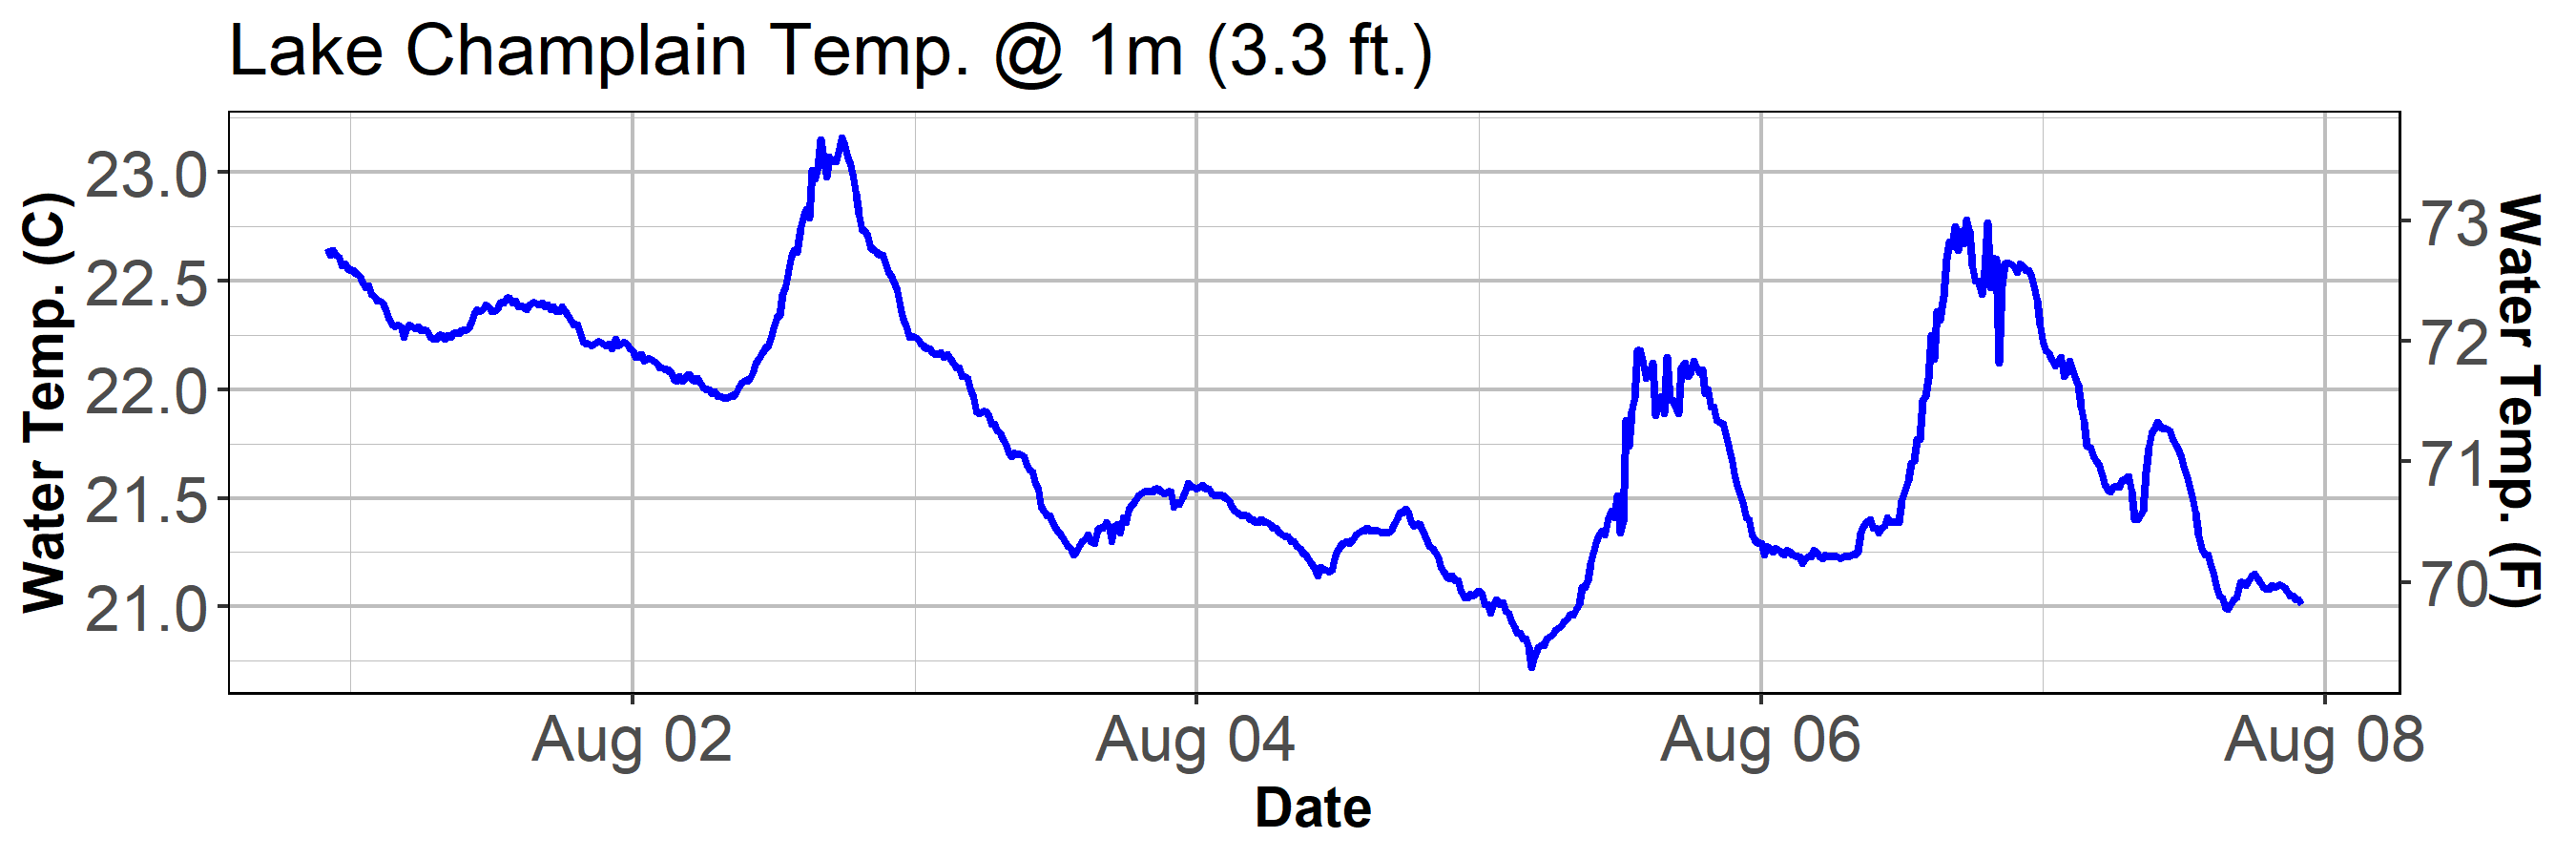 Lake Champlain Temp. @ 1m (3.3 ft.)
Water Temp. (C)
23.0
22.5
22.0
21.5
21.0
73
72
71
70
Water Temp. (F)
Aug 02 Aug 04 Aug 06 Aug 08
Date